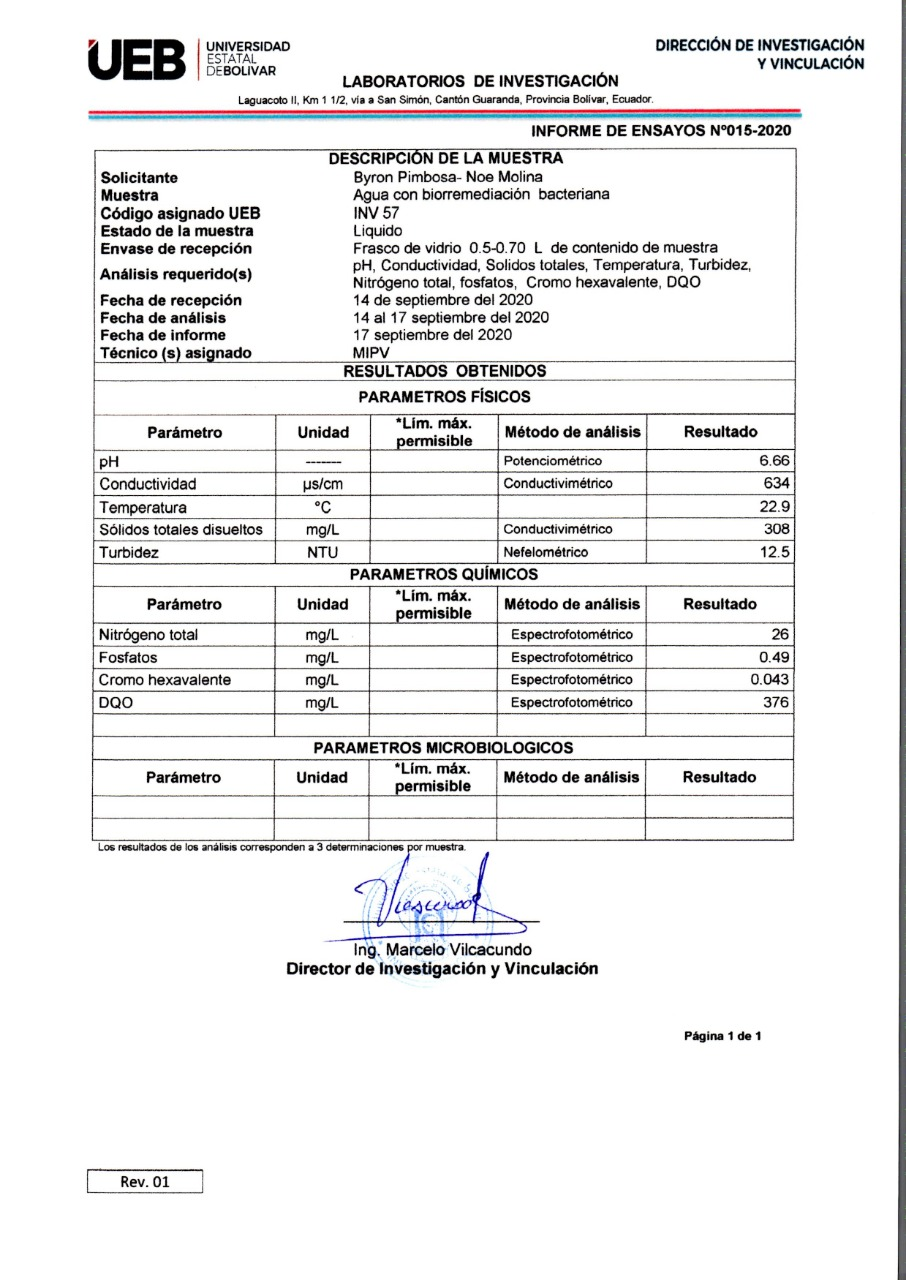 UEB
UNIVERSIDAD
ESTATAL
DEBOLIVAR
DIRECCIÓN DE INVESTIGACIÓN
Y VINCULACIÓN
LABORATORIOS DE INVESTIGACIÓN
Laguacoto II, Km 1 1/2, vía a San Simón, Cantón Guaranda, Provincia Bolívar, Ecuador.
INFORME DE ENSAYOS Nº015-2020
DESCRIPCIÓN DE LA MUESTRA
Solicitante Byron Pimbosa- Noe Molina
Muestra Agua con biorremediación bacteriana
Código asignado UEB INV 57
Estado de la muestra Liquido
Envase de recepción Frasco de vidrio 0.5-0.70 L de contenido de muestra
Análisis requerido(s) pH, Conductividad, Solidos totales, Temperatura, Turbidez,
Nitrógeno total, fosfatos, Cromo hexavalente, DQO
Fecha de recepción 14 de septiembre del 2020
Fecha de análisis 14 al 17 septiembre del 2020
Fecha de informe 17 septiembre del 2020
Técnico (s) asignado MIPV
RESULTADOS OBTENIDOS
PARAMETROS FÍSICOS
Parámetro Unidad *Lím. máx. permisible Método de análisis Resultado
pH ------- Potenciométrico 6.66
Conductividad µs/cm Conductivimétrico 634
Temperatura °C 22.9
Sólidos totales disueltos mg/L Conductivimétrico 308
Turbidez NTU Nefelométrico 12.5
PARAMETROS QUÍMICOS
Parámetro Unidad *Lím. máx. permisible Método de análisis Resultado
Nitrógeno total mg/L Espectrofotométrico 26
Fosfatos mg/L Espectrofotométrico 0.49
Cromo hexavalente mg/L Espectrofotométrico 0.043
DQO mg/L Espectrofotométrico 376
PARAMETROS MICROBIOLOGICOS
Parámetro Unidad *Lím. máx. permisible Método de análisis Resultado
Los resultados de los análisis corresponden a 3 determinaciones por muestra.
Ing. Marcelo Vilcacundo
Director de Investigación y Vinculación
Página 1 de 1
Rev. 01